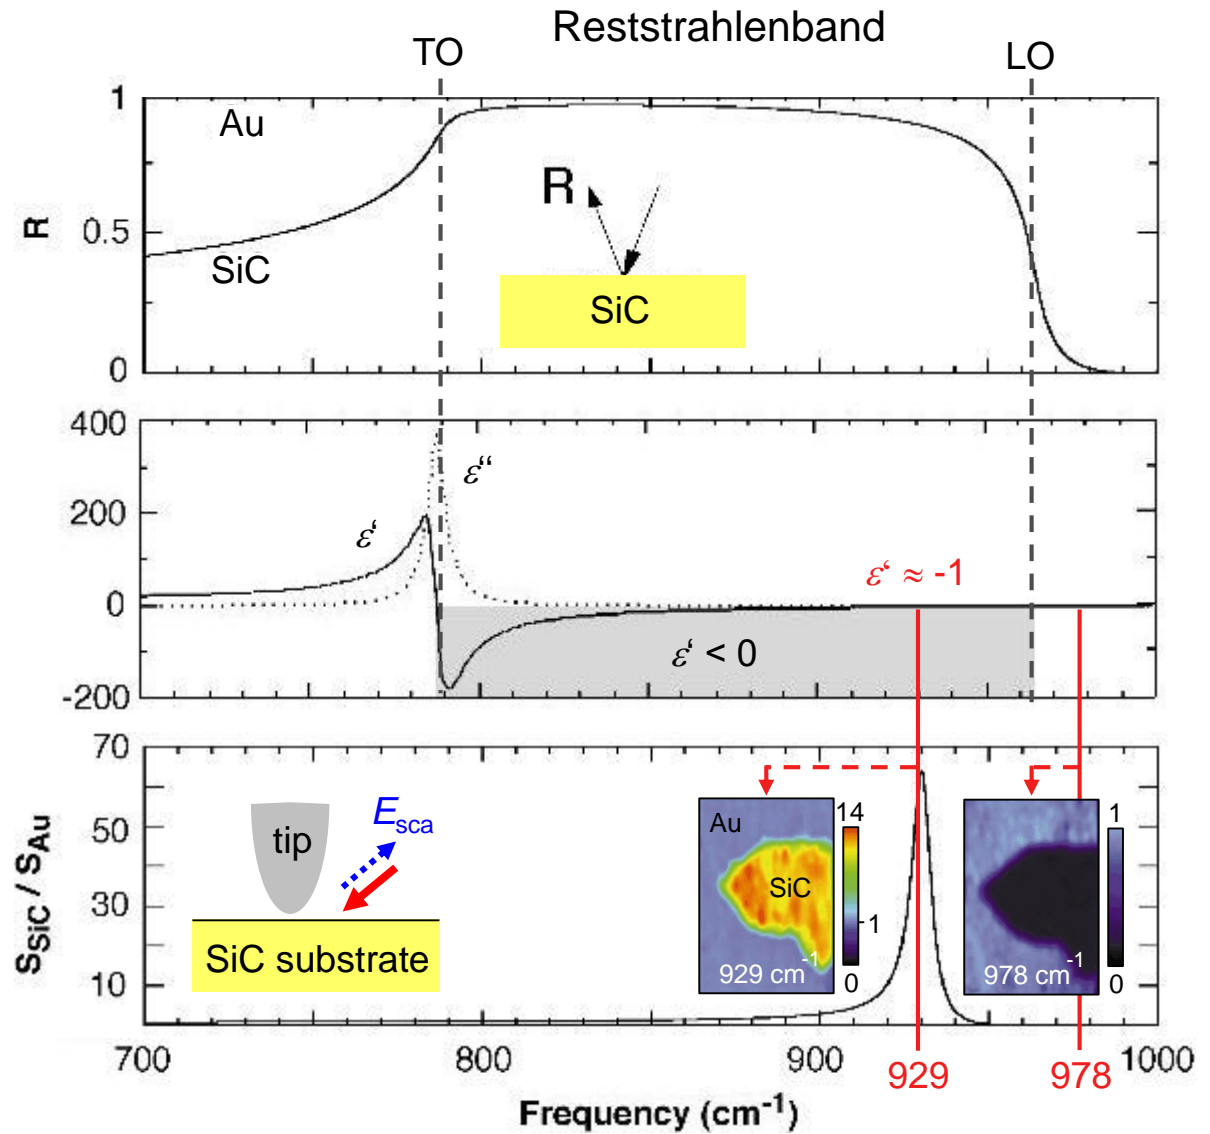 Reststrahlenband
TO
LO
1
Au
R
0.5
SiC
R
SiC
0
400
ε“
200
ε‘
ε‘ ≈ -1
0
ε‘ < 0
-200
70
50
30
10
S_SiC / S_Au
tip
E_sca
SiC substrate
Au
14
SiC
1
0
929 cm⁻¹
1
0
978 cm⁻¹
700
800
900
1000
929
978
Frequency (cm⁻¹)